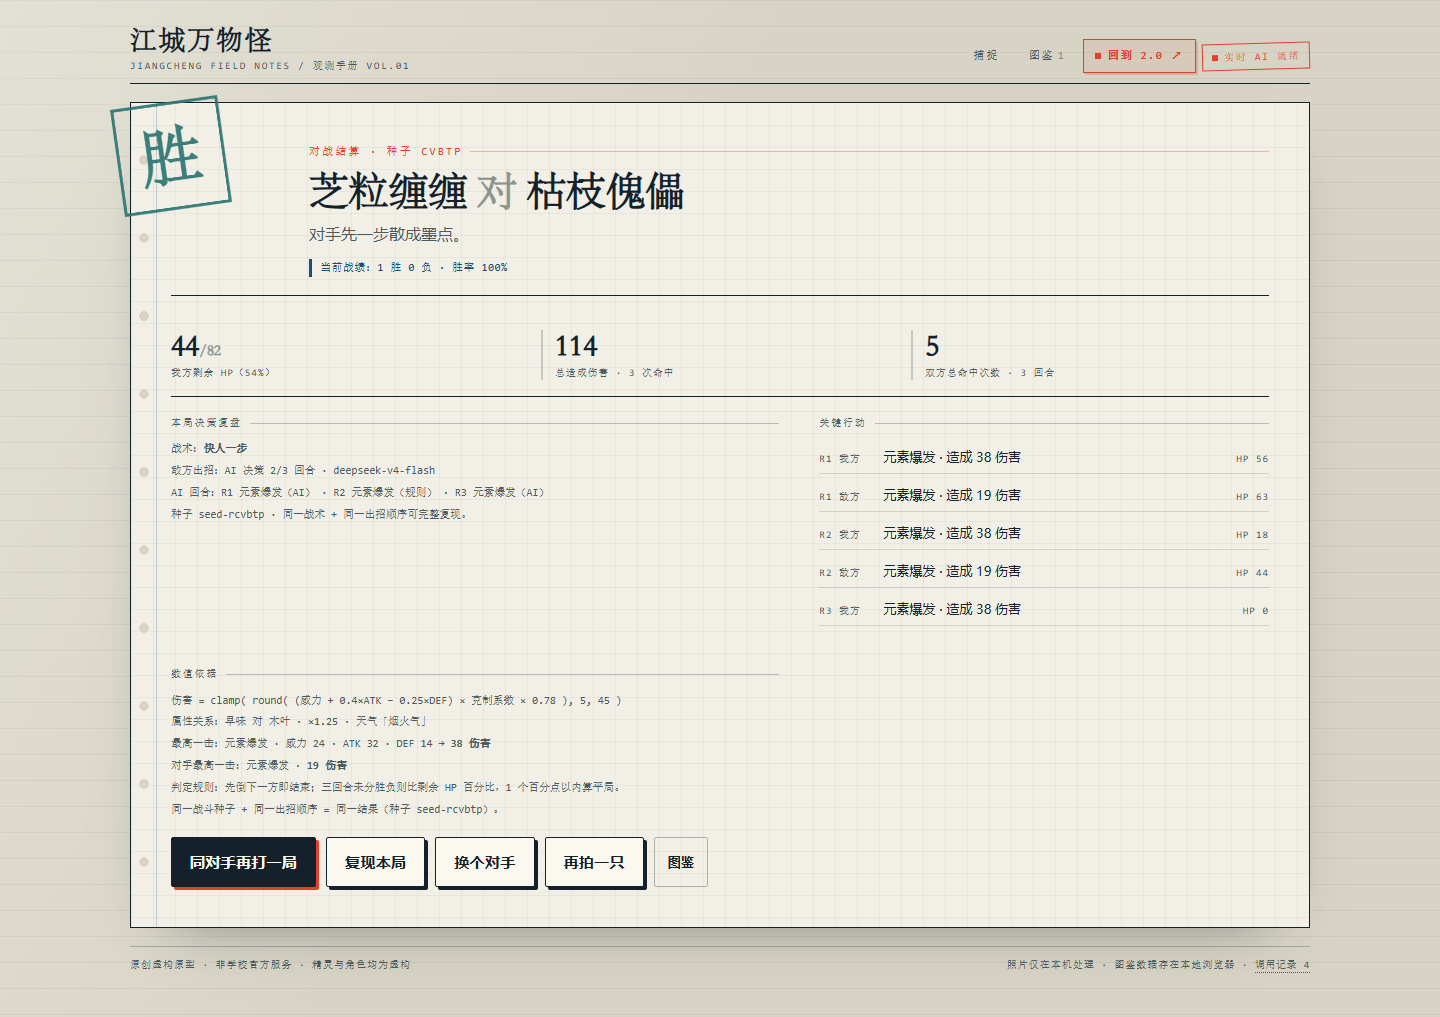 江城万物怪
JIANGCHENG FIELD NOTES / 观测手册 VOL.01
捕捉
图鉴 1
回到 2.0 ↗
实时 AI 就绪
胜
对战结算 · 种子 CVBTP
芝粒缠缠 对 枯枝傀儡
对手先一步散成墨点。
当前战绩: 1 胜 0 负 · 胜率 100%
44/82
我方剩余 HP (54%)
114
总造成伤害 · 3 次命中
5
双方总命中次数 · 3 回合
本局决策复盘
战术: 快人一步
敌方出招: AI 决策 2/3 回合 · deepseek-v4-flash
AI 回合: R1 元素爆发 (AI) · R2 元素爆发 (规则) · R3 元素爆发 (AI)
种子 seed-rcvbtp · 同一战术 + 同一出招顺序可完整复现。
关键行动
R1 我方 元素爆发 · 造成 38 伤害 HP 56
R1 敌方 元素爆发 · 造成 19 伤害 HP 63
R2 我方 元素爆发 · 造成 38 伤害 HP 18
R2 敌方 元素爆发 · 造成 19 伤害 HP 44
R3 我方 元素爆发 · 造成 38 伤害 HP 0
数值依据
伤害 = clamp( round( (威力 + 0.4×ATK − 0.25×DEF) × 克制系数 × 0.78 ), 5, 45 )
属性关系: 早味 对 木叶 · ×1.25 · 天气「烟火气」
最高一击: 元素爆发 · 威力 24 · ATK 32 · DEF 14 → 38 伤害
对手最高一击: 元素爆发 · 19 伤害
判定规则: 先倒下一方即结束; 三回合未分胜负则比剩余 HP 百分比, 1 个百分点以内算平局。
同一战斗种子 + 同一出招顺序 = 同一结果 (种子 seed-rcvbtp) 。
同对手再打一局
复现本局
换个对手
再拍一只
图鉴
原创虚构原型 · 非学校官方服务 · 精灵与角色均为虚构
照片仅在本机处理 · 图鉴数据存在本地浏览器 · 调用记录 4